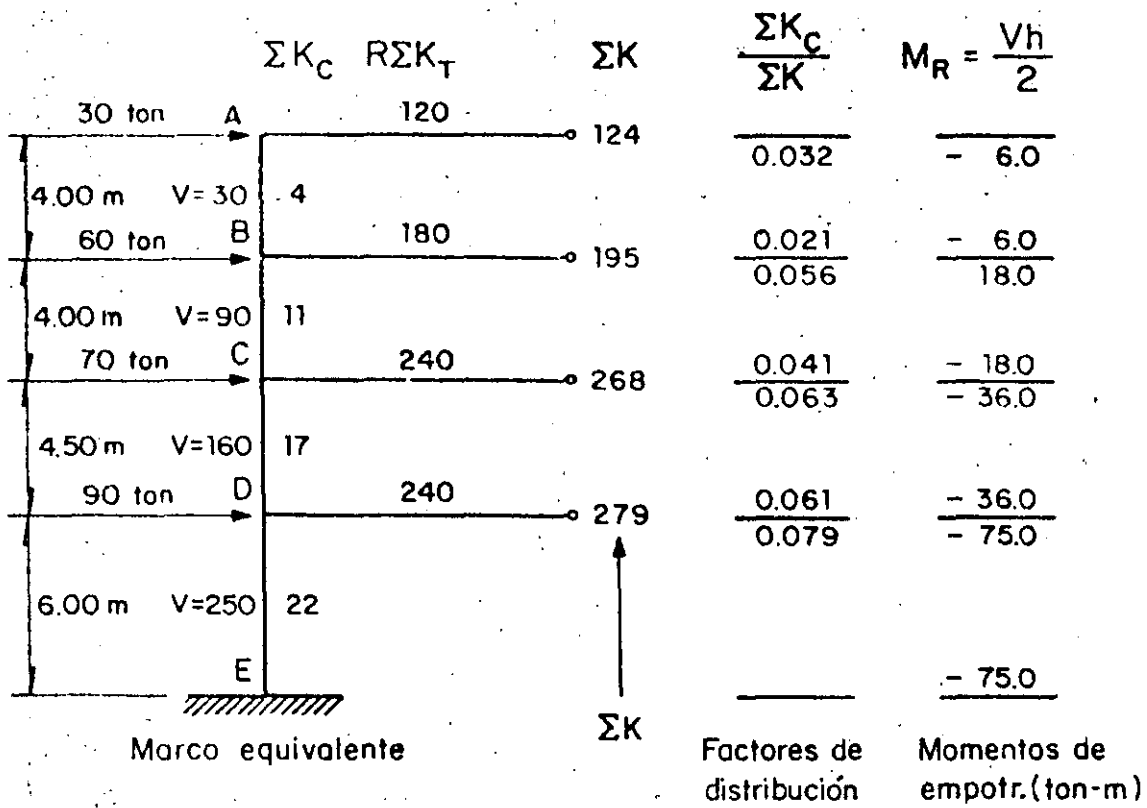 ΣK_C RΣK_T ΣK ΣK_C/ΣK M_R = Vh/2
30 ton A 120 124
0.032 - 6.0
4.00 m V=30 4
60 ton B 180 195 0.021 - 6.0
0.056 18.0
4.00 m V=90 11
70 ton C 240 268 0.041 - 18.0
0.063 - 36.0
4.50 m V=160 17
90 ton D 240 279 0.061 - 36.0
0.079 - 75.0
6.00 m V=250 22
E - 75.0
ΣK
Marco equivalente Factores de distribución Momentos de empotr.(ton-m)